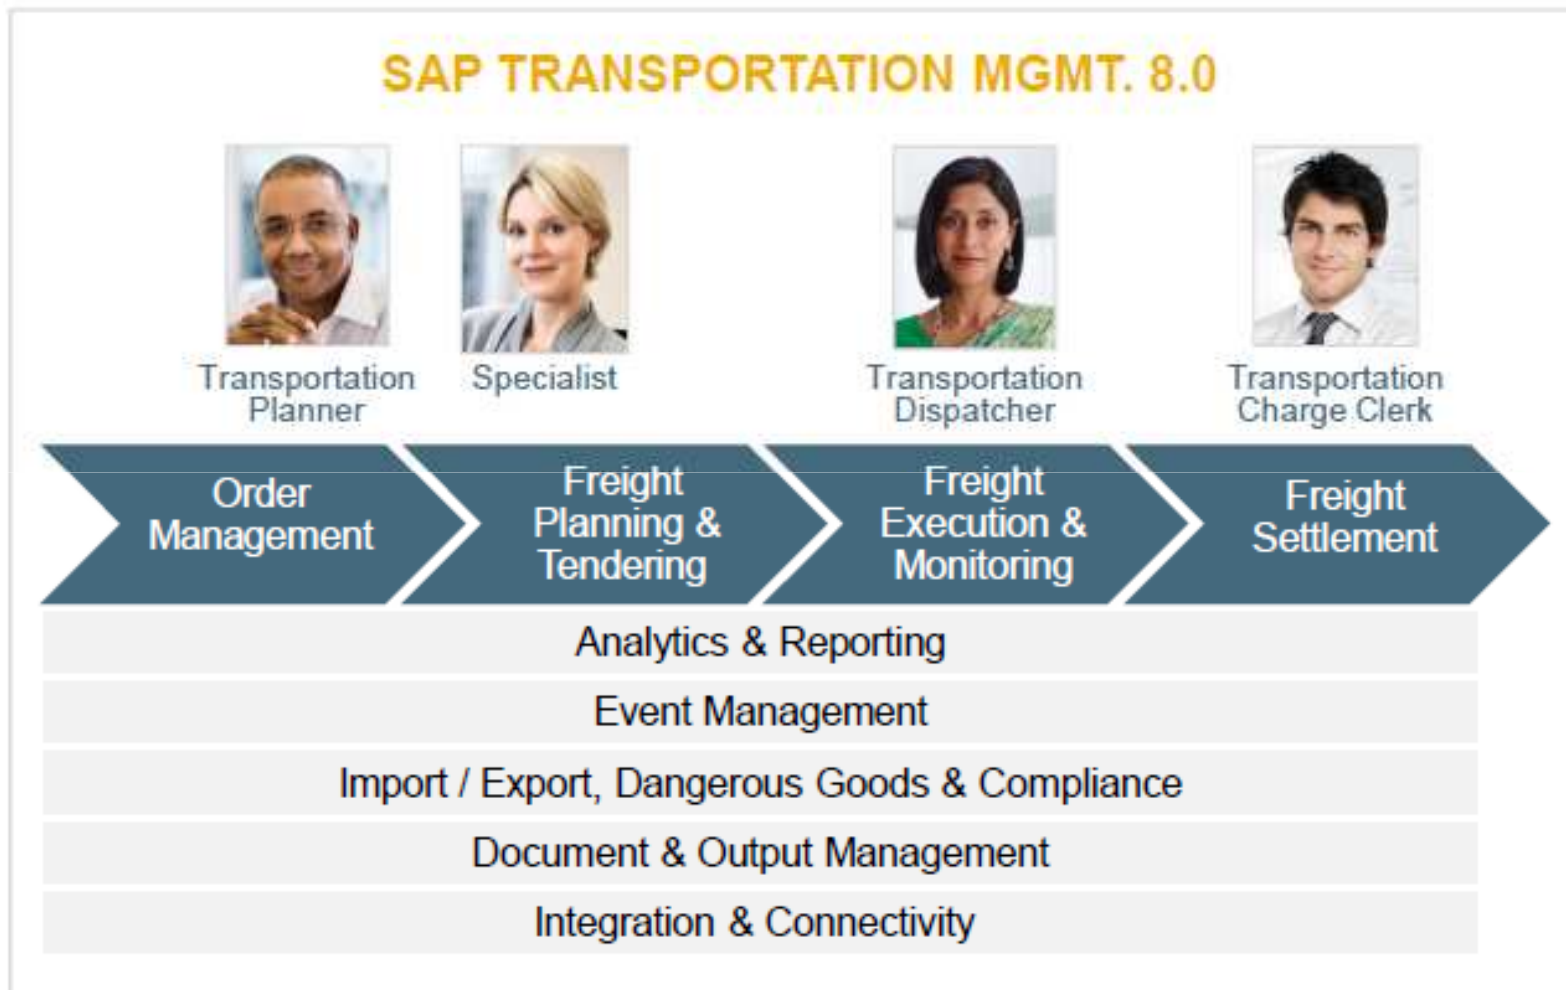 SAP TRANSPORTATION MGMT. 8.0
Transportation
Planner
Specialist
Transportation
Dispatcher
Transportation
Charge Clerk
Order
Management
Freight
Planning &
Tendering
Freight
Execution &
Monitoring
Freight
Settlement
Analytics & Reporting
Event Management
Import / Export, Dangerous Goods & Compliance
Document & Output Management
Integration & Connectivity